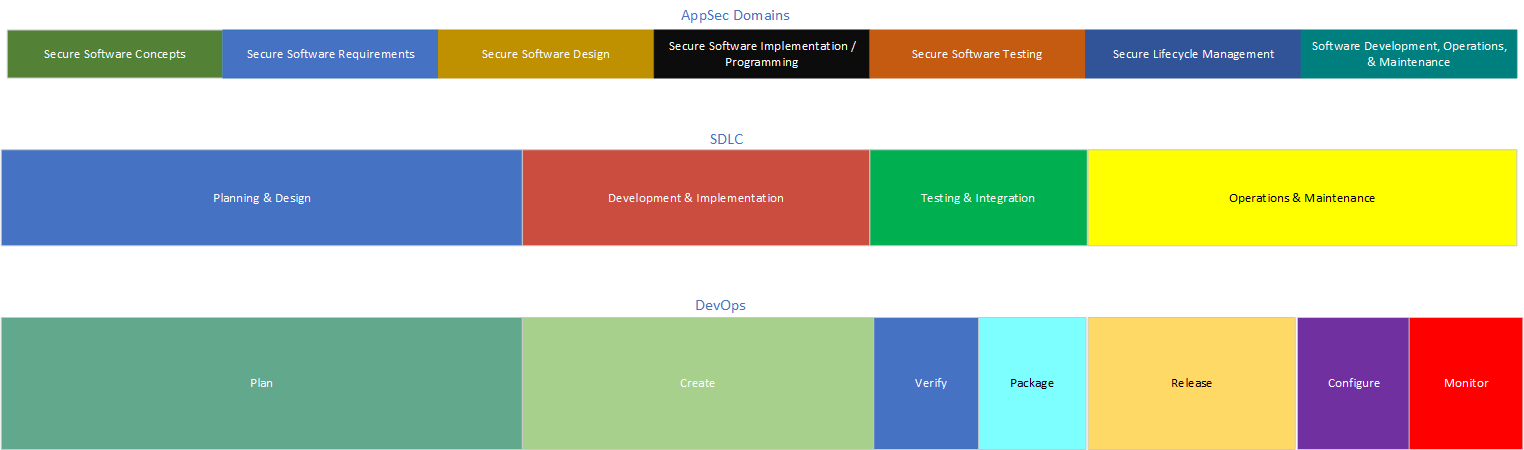 AppSec Domains
Secure Software Concepts
Secure Software Requirements
Secure Software Design
Secure Software Implementation /
Programming
Secure Software Testing
Secure Lifecycle Management
Software Development, Operations,
& Maintenance
SDLC
Planning & Design
Development & Implementation
Testing & Integration
Operations & Maintenance
DevOps
Plan
Create
Verify
Package
Release
Configure
Monitor